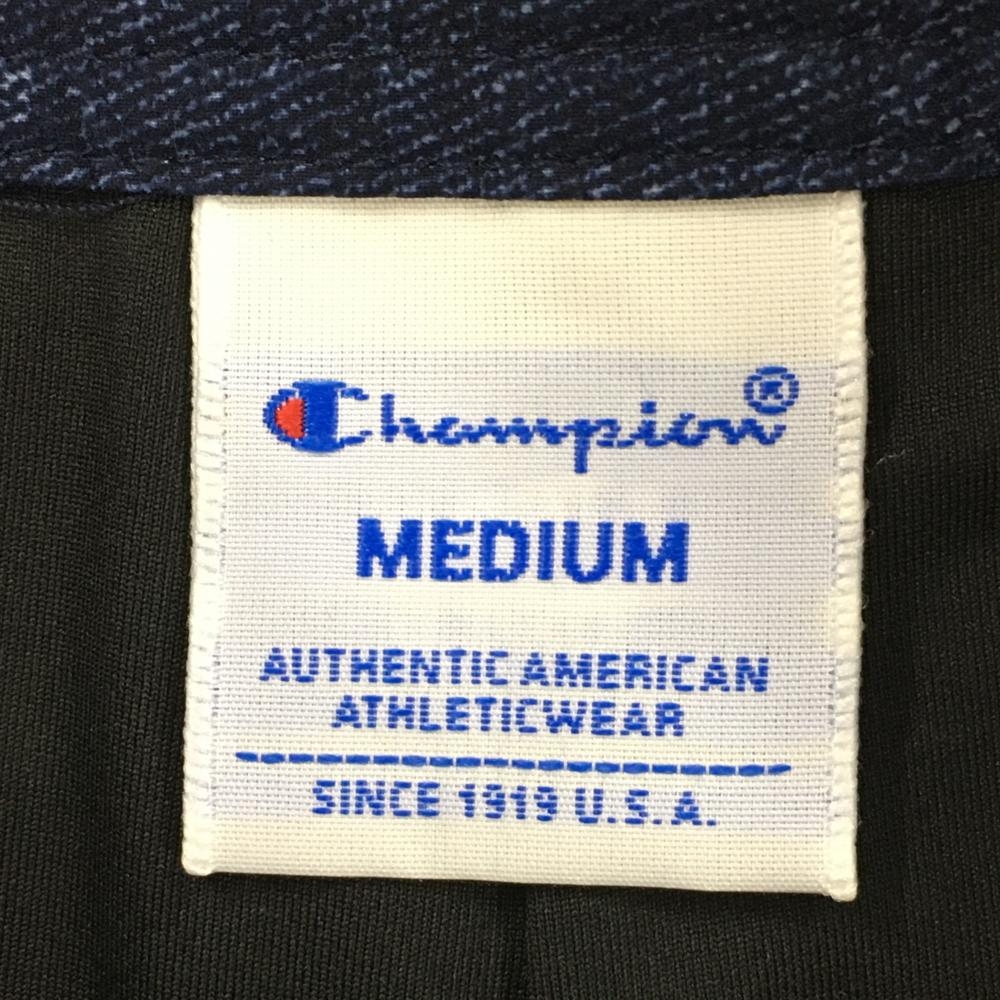 Champion®
MEDIUM
AUTHENTIC AMERICAN
ATHLETICWEAR
SINCE 1919 U.S.A.